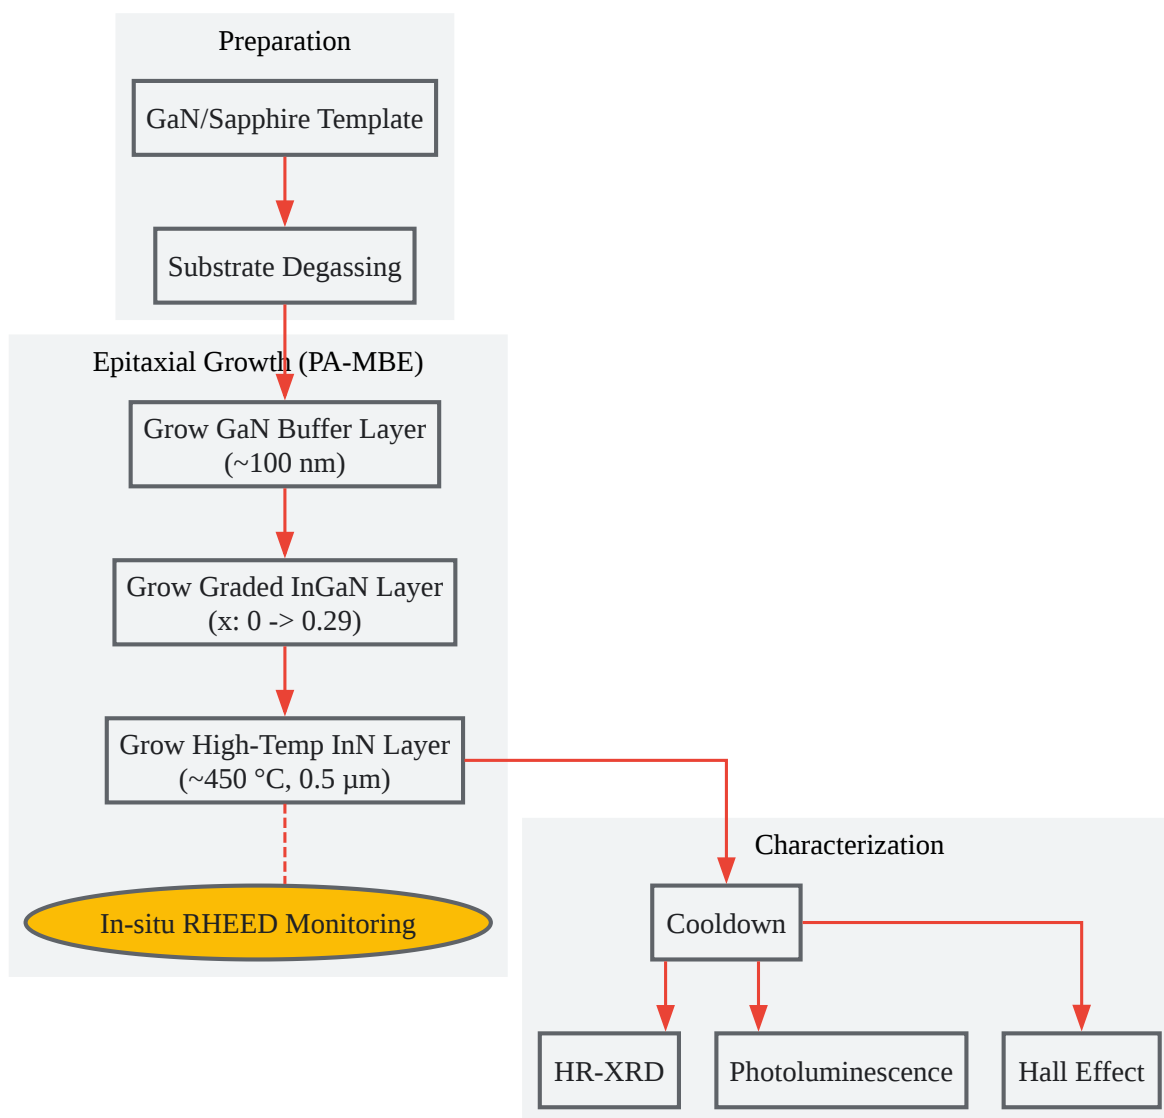 Preparation
GaN/Sapphire Template
Substrate Degassing
Epitaxial Growth (PA-MBE)
Grow GaN Buffer Layer
(~100 nm)
Grow Graded InGaN Layer
(x: 0 -> 0.29)
Grow High-Temp InN Layer
(~450 °C, 0.5 µm)
In-situ RHEED Monitoring
Characterization
Cooldown
HR-XRD
Photoluminescence
Hall Effect